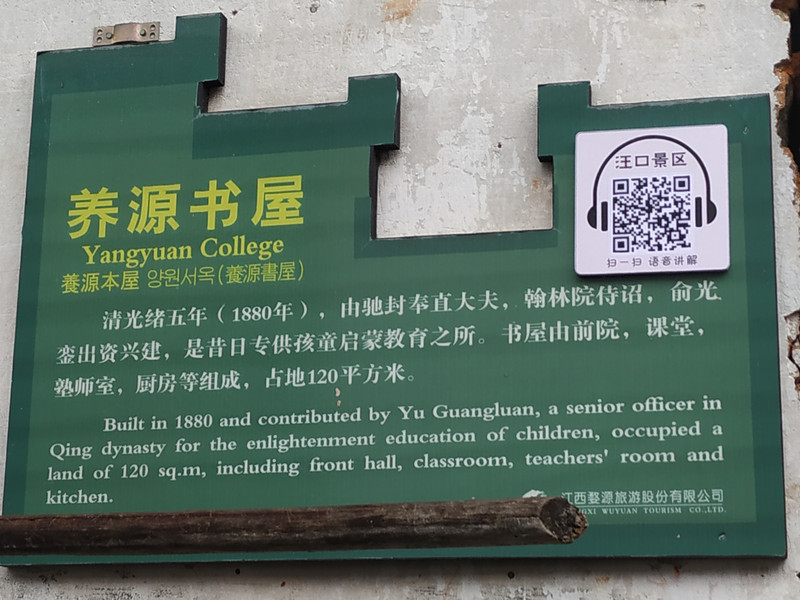 汪口景区
扫一扫 语音讲解
养源书屋
Yangyuan College
養源本屋 양원서옥(養源書屋)
清光绪五年（1880年），由驰封奉直大夫，翰林院侍诏，俞光
銮出资兴建，是昔日专供孩童启蒙教育之所。书屋由前院，课堂，
塾师室，厨房等组成，占地120平方米。
Built in 1880 and contributed by Yu Guangluan, a senior officer in
Qing dynasty for the enlightenment education of children, occupied a
land of 120 sq.m, including front hall, classroom, teachers' room and
kitchen.
江西婺源旅游股份有限公司
WUYUAN TOURISM CO.,LTD.